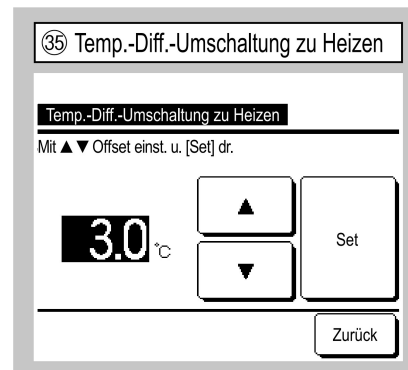 ㉟ Temp.-Diff.-Umschaltung zu Heizen
Temp.-Diff.-Umschaltung zu Heizen
Mit ▲ ▼ Offset einst. u. [Set] dr.
▲
3.0 °C
Set
▼
Zurück